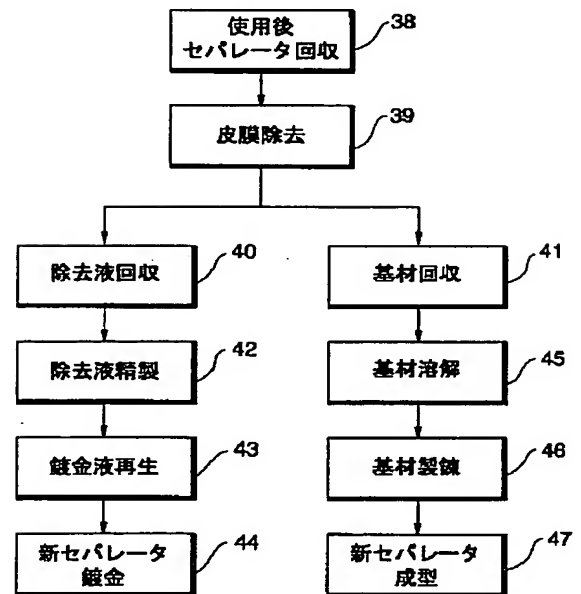 使用後
セパレータ回収
38
皮膜除去
39
除去液回収
40
基材回収
41
除去液精製
42
基材溶解
45
鍍金液再生
43
基材製錬
46
新セパレータ
鍍金
44
新セパレータ
成型
47